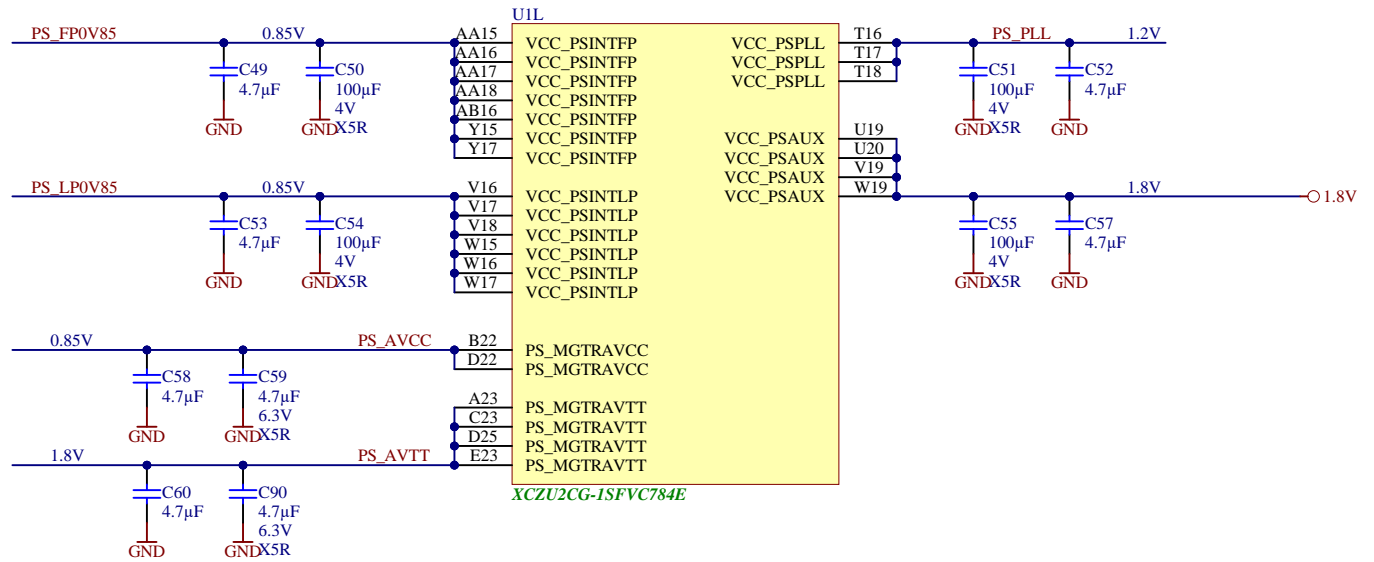 U1L
PS_FP0V85 0.85V AA15 VCC_PSINTFP VCC_PSPLL T16 PS_PLL 1.2V
AA16 VCC_PSINTFP VCC_PSPLL T17
C49 C50 AA17 VCC_PSINTFP VCC_PSPLL T18 C51 C52
4.7µF 100µF AA18 VCC_PSINTFP 100µF 4.7µF
4V AB16 VCC_PSINTFP 4V
GND GND X5R Y15 VCC_PSINTFP VCC_PSAUX U19 GND X5R GND
Y17 VCC_PSINTFP VCC_PSAUX U20
VCC_PSAUX V19
PS_LP0V85 0.85V V16 VCC_PSINTLP VCC_PSAUX W19 1.8V 1.8V
V17 VCC_PSINTLP
C53 C54 V18 VCC_PSINTLP C55 C57
4.7µF 100µF W15 VCC_PSINTLP 100µF 4.7µF
4V W16 VCC_PSINTLP 4V
GND GND X5R W17 VCC_PSINTLP GND X5R GND
0.85V PS_AVCC B22 PS_MGTRAVCC
D22 PS_MGTRAVCC
C58 C59
4.7µF 4.7µF A23 PS_MGTRAVTT
6.3V C23 PS_MGTRAVTT
GND GND X5R D25 PS_MGTRAVTT
1.8V PS_AVTT E23 PS_MGTRAVTT
C60 C90 XCZU2CG-1SFVC784E
4.7µF 4.7µF
6.3V
GND GND X5R